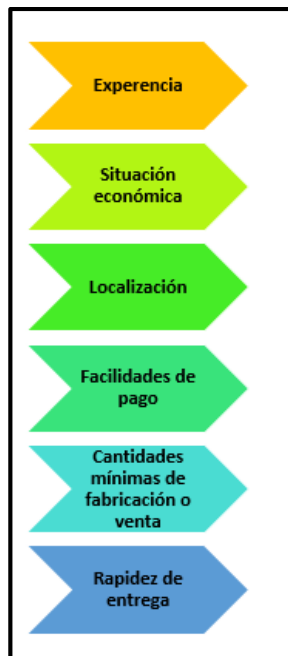 Experencia
Situación
económica
Localización
Facilidades de
pago
Cantidades
mínimas de
fabricación o
venta
Rapidez de
entrega